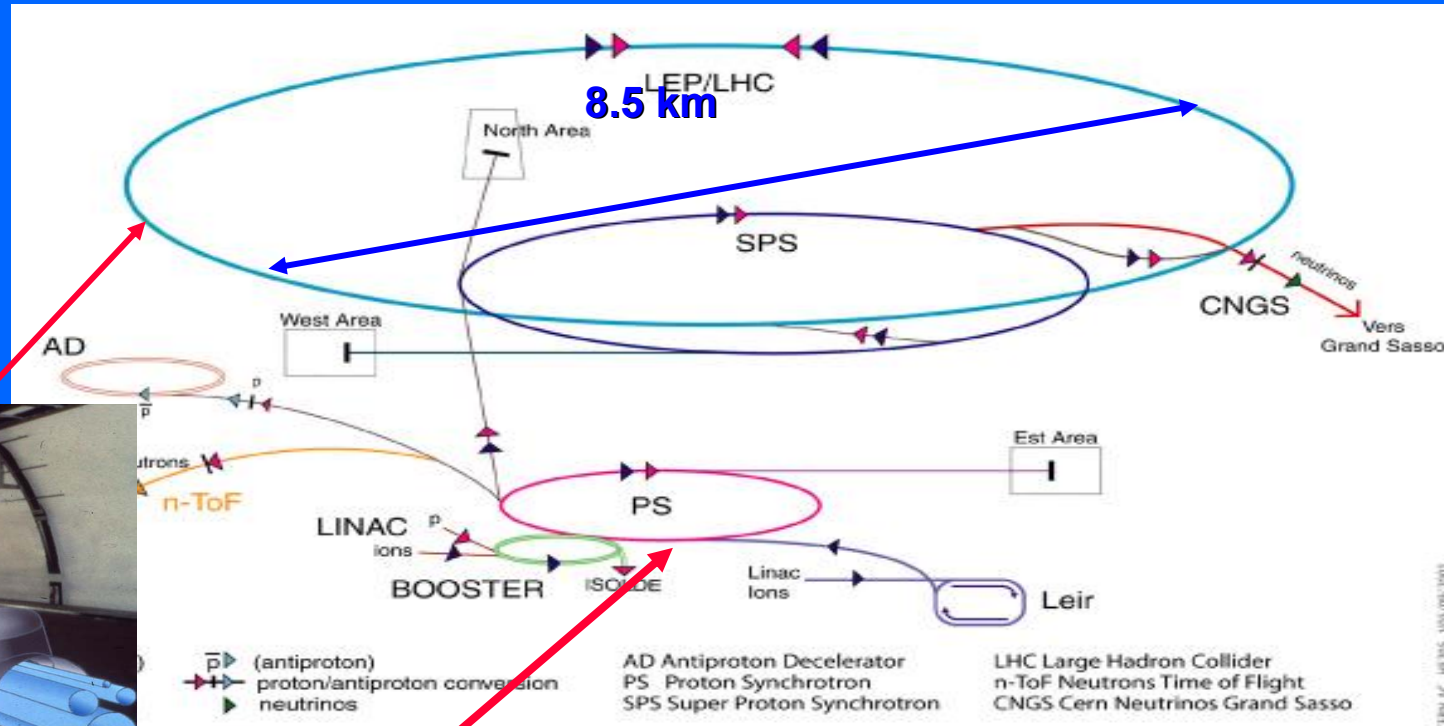 LEP/LHC
8.5 km
North Area
SPS
neutrinos
CNGS
Vers
Grand Sasso
West Area
AD
p
p̅
utrons
n-ToF
Est Area
PS
LINAC
p
ions
BOOSTER
ISOLDE
Linac
Ions
Leir
)
p̅ (antiproton)
proton/antiproton conversion
neutrinos
AD Antiproton Decelerator
PS Proton Synchrotron
SPS Super Proton Synchrotron
LHC Large Hadron Collider
n-ToF Neutrons Time of Flight
CNGS Cern Neutrinos Grand Sasso